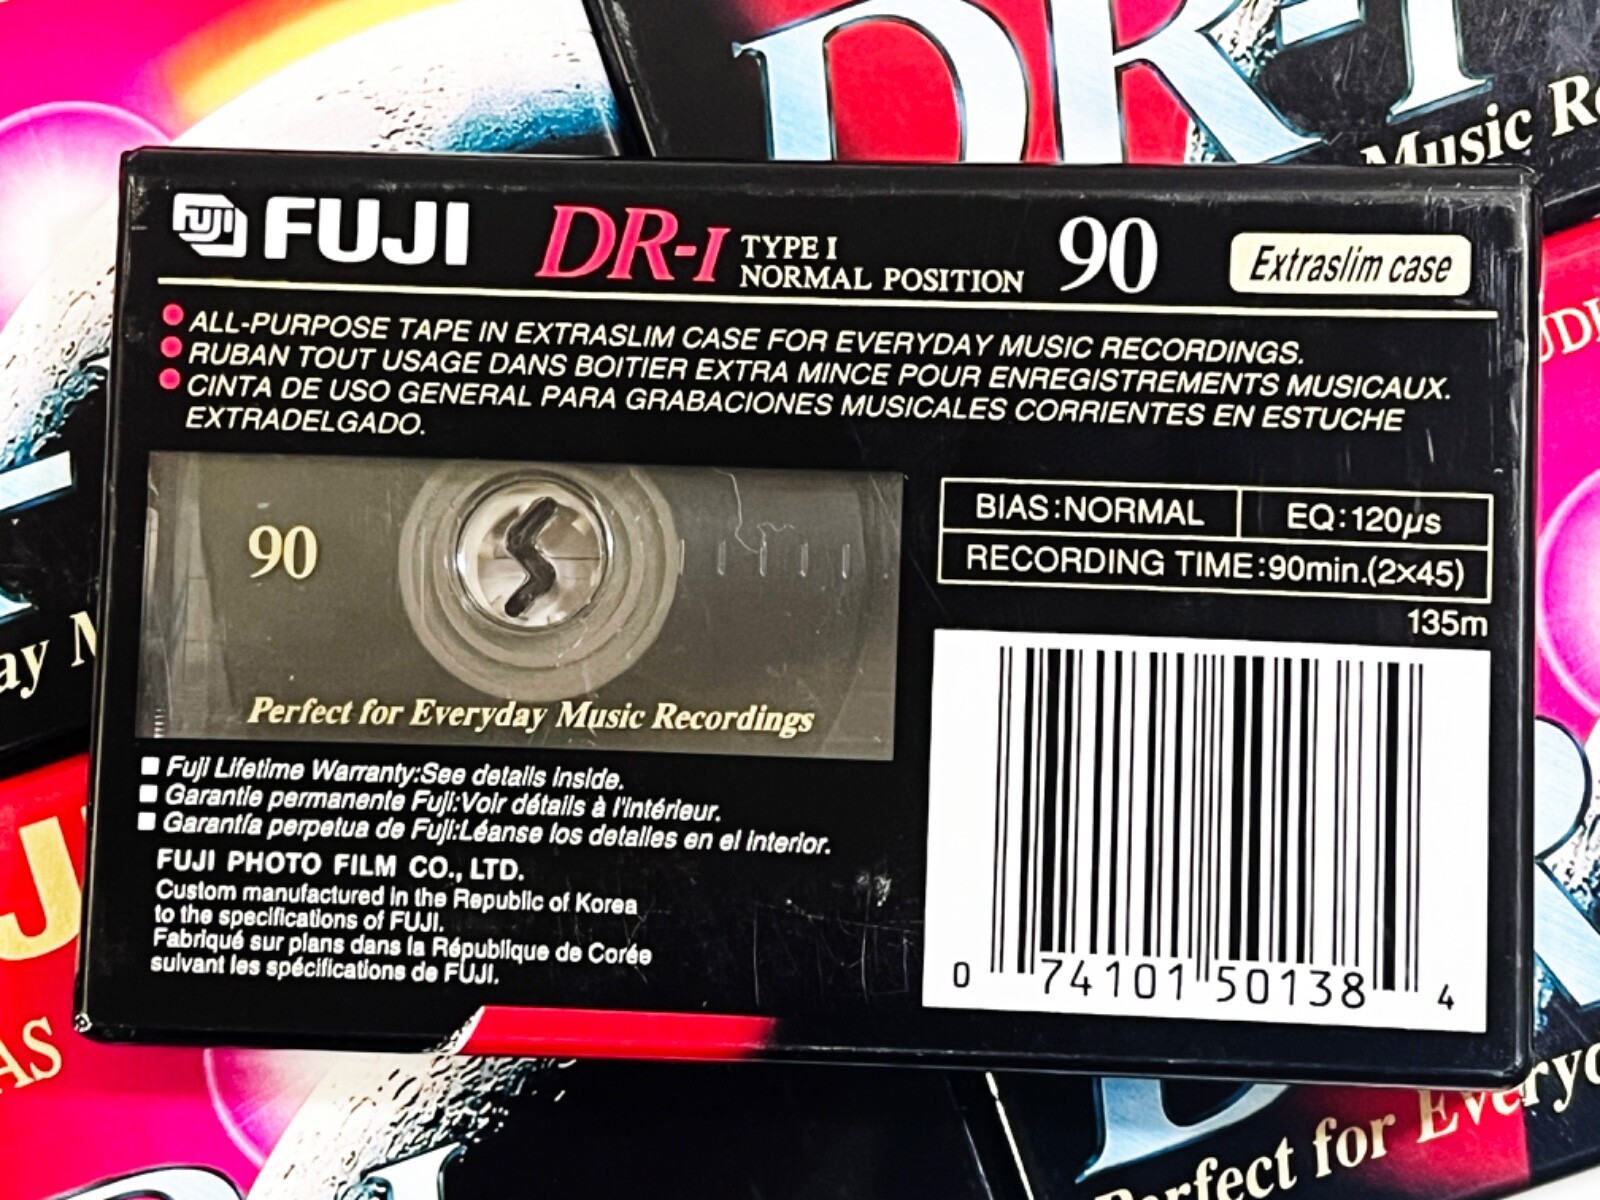 DR-I
Music
FUJI FUJI DR-I TYPE I NORMAL POSITION 90 Extraslim case
• ALL-PURPOSE TAPE IN EXTRASLIM CASE FOR EVERYDAY MUSIC RECORDINGS.
• RUBAN TOUT USAGE DANS BOITIER EXTRA MINCE POUR ENREGISTREMENTS MUSICAUX.
• CINTA DE USO GENERAL PARA GRABACIONES MUSICALES CORRIENTES EN ESTUCHE
EXTRADELGADO.
90
Perfect for Everyday Music Recordings
BIAS:NORMAL EQ:120µs
RECORDING TIME:90min.(2×45)
135m
■ Fuji Lifetime Warranty:See details inside.
■ Garantie permanente Fuji:Voir détails à l'intérieur.
■ Garantía perpetua de Fuji:Léanse los detalles en el interior.
FUJI PHOTO FILM CO., LTD.
Custom manufactured in the Republic of Korea
to the specifications of FUJI.
Fabriqué sur plans dans la République de Corée
suivant les spécifications de FUJI.
0 74101 50138 4
Perfect for Everyd